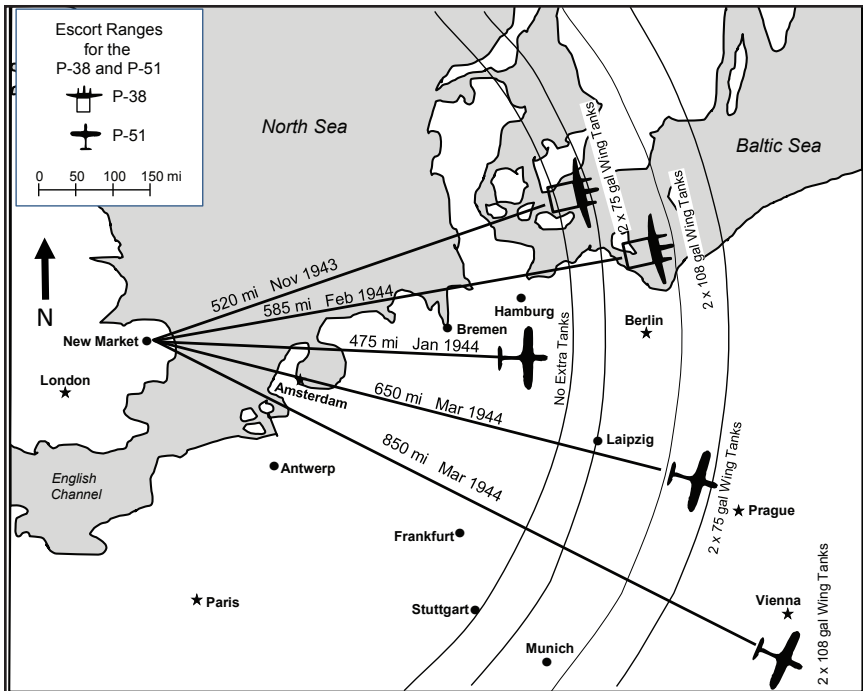 Escort Ranges
for the
P-38 and P-51
P-38
P-51
0 50 100 150 mi
N
North Sea
Baltic Sea
2 x 75 gal Wing Tanks
2 x 108 gal Wing Tanks
520 mi Nov 1943
585 mi Feb 1944
Hamburg
Bremen
Berlin
New Market
475 mi Jan 1944
No Extra Tanks
London
Amsterdam
650 mi Mar 1944
850 mi Mar 1944
Laipzig
English
Channel
Antwerp
2 x 75 gal Wing Tanks
Prague
Frankfurt
Paris
Stuttgart
Vienna
Munich
2 x 108 gal Wing Tanks